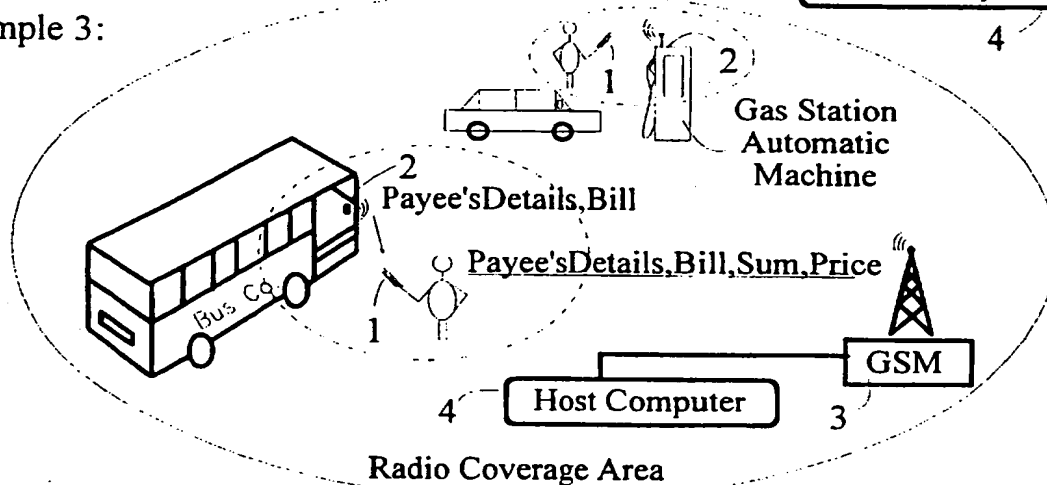 mple 3:
4
1
2
Gas Station
Automatic
Machine
2
Payee'sDetails,Bill
Payee'sDetails,Bill,Sum,Price
Bus Co.
1
GSM
3
4
Host Computer
Radio Coverage Area